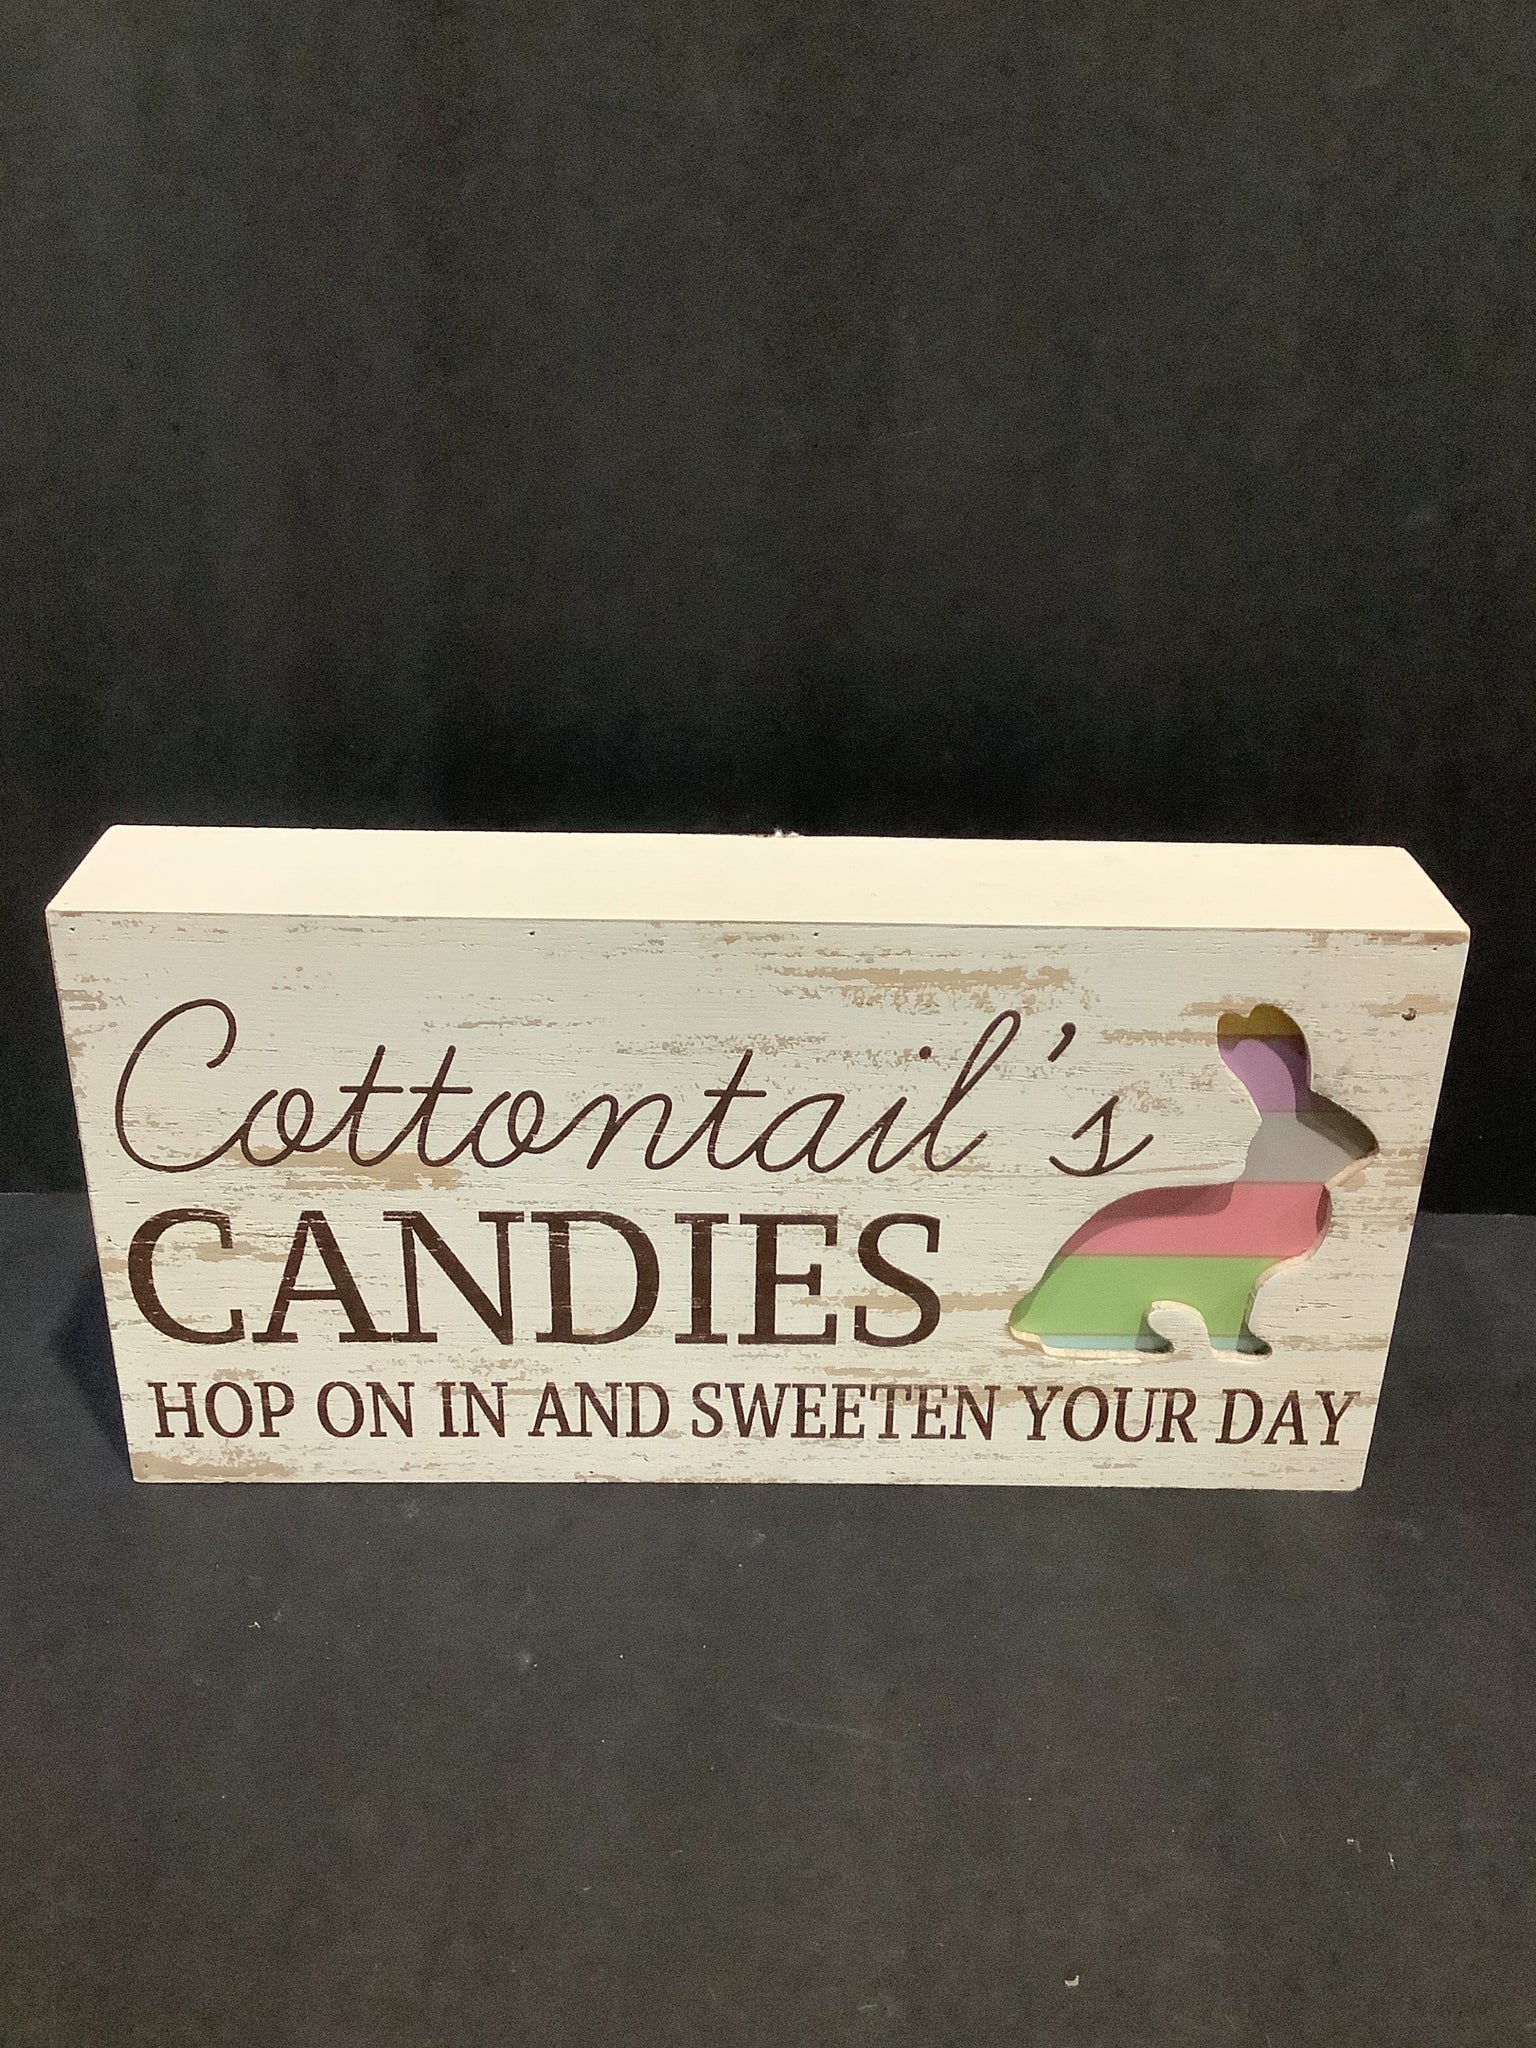 Cottontail's
CANDIES
HOP ON IN AND SWEETEN YOUR DAY